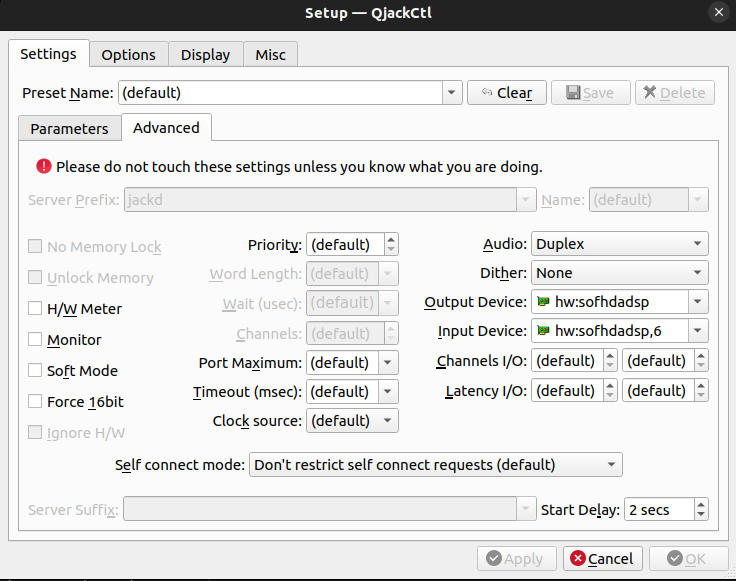 Setup — QjackCtl
Settings Options Display Misc
Preset Name: (default) Clear Save Delete
Parameters Advanced
Please do not touch these settings unless you know what you are doing.
Server Prefix: jackd Name: (default)
No Memory Lock Priority: (default) Audio: Duplex
Unlock Memory Word Length: (default) Dither: None
H/W Meter Wait (usec): (default) Output Device: hw:sofhdadsp
Monitor Channels: (default) Input Device: hw:sofhdadsp,6
Soft Mode Port Maximum: (default) Channels I/O: (default) (default)
Force 16bit Timeout (msec): (default) Latency I/O: (default) (default)
Ignore H/W Clock source: (default)
Self connect mode: Don't restrict self connect requests (default)
Server Suffix: Start Delay: 2 secs
Apply Cancel OK